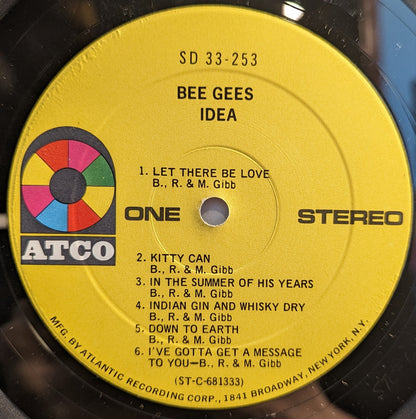 SD 33-253
BEE GEES
IDEA
1. LET THERE BE LOVE
B., R. & M. Gibb
ATCO
ONE
STEREO
2. KITTY CAN
B., R. & M. Gibb
3. IN THE SUMMER OF HIS YEARS
B., R. & M. Gibb
4. INDIAN GIN AND WHISKY DRY
B., R. & M. Gibb
5. DOWN TO EARTH
B., R. & M. Gibb
6. I'VE GOTTA GET A MESSAGE
TO YOU—B., R. & M. Gibb
(ST-C-681333)
MFG. BY ATLANTIC RECORDING CORP., 1841 BROADWAY, NEW YORK, N.Y.